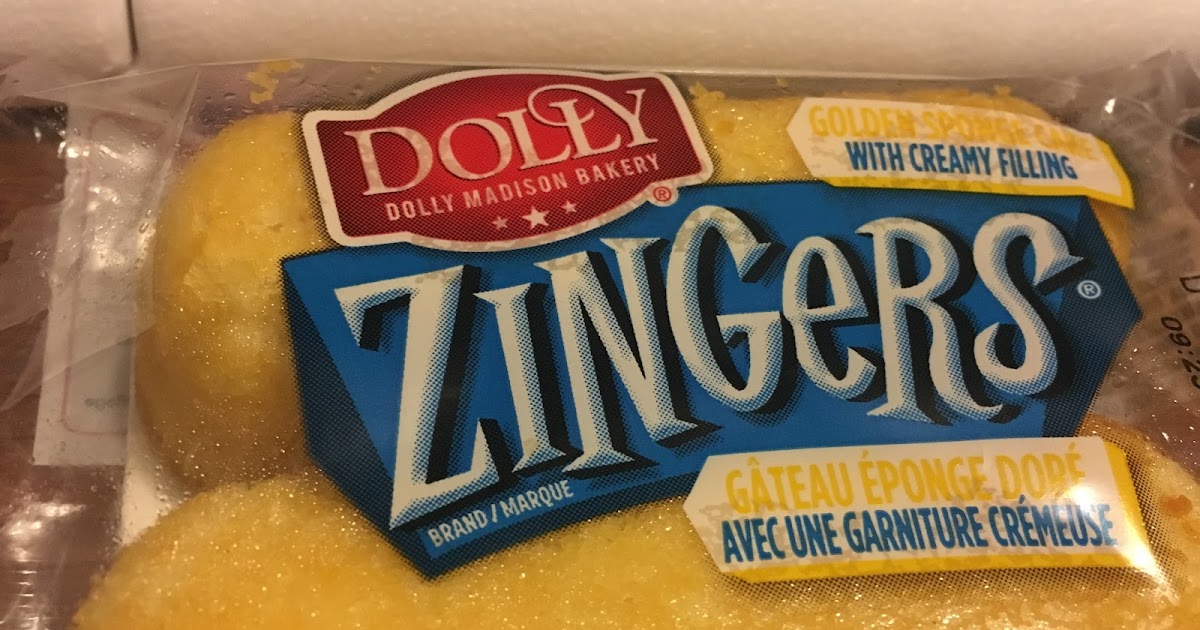 DOLLY
DOLLY MADISON BAKERY
®
GOLDEN SPONGE CAKE
WITH CREAMY FILLING
ZINGeRS®
BRAND / MARQUE
GÂTEAU ÉPONGE DORÉ
AVEC UNE GARNITURE CRÉMEUSE